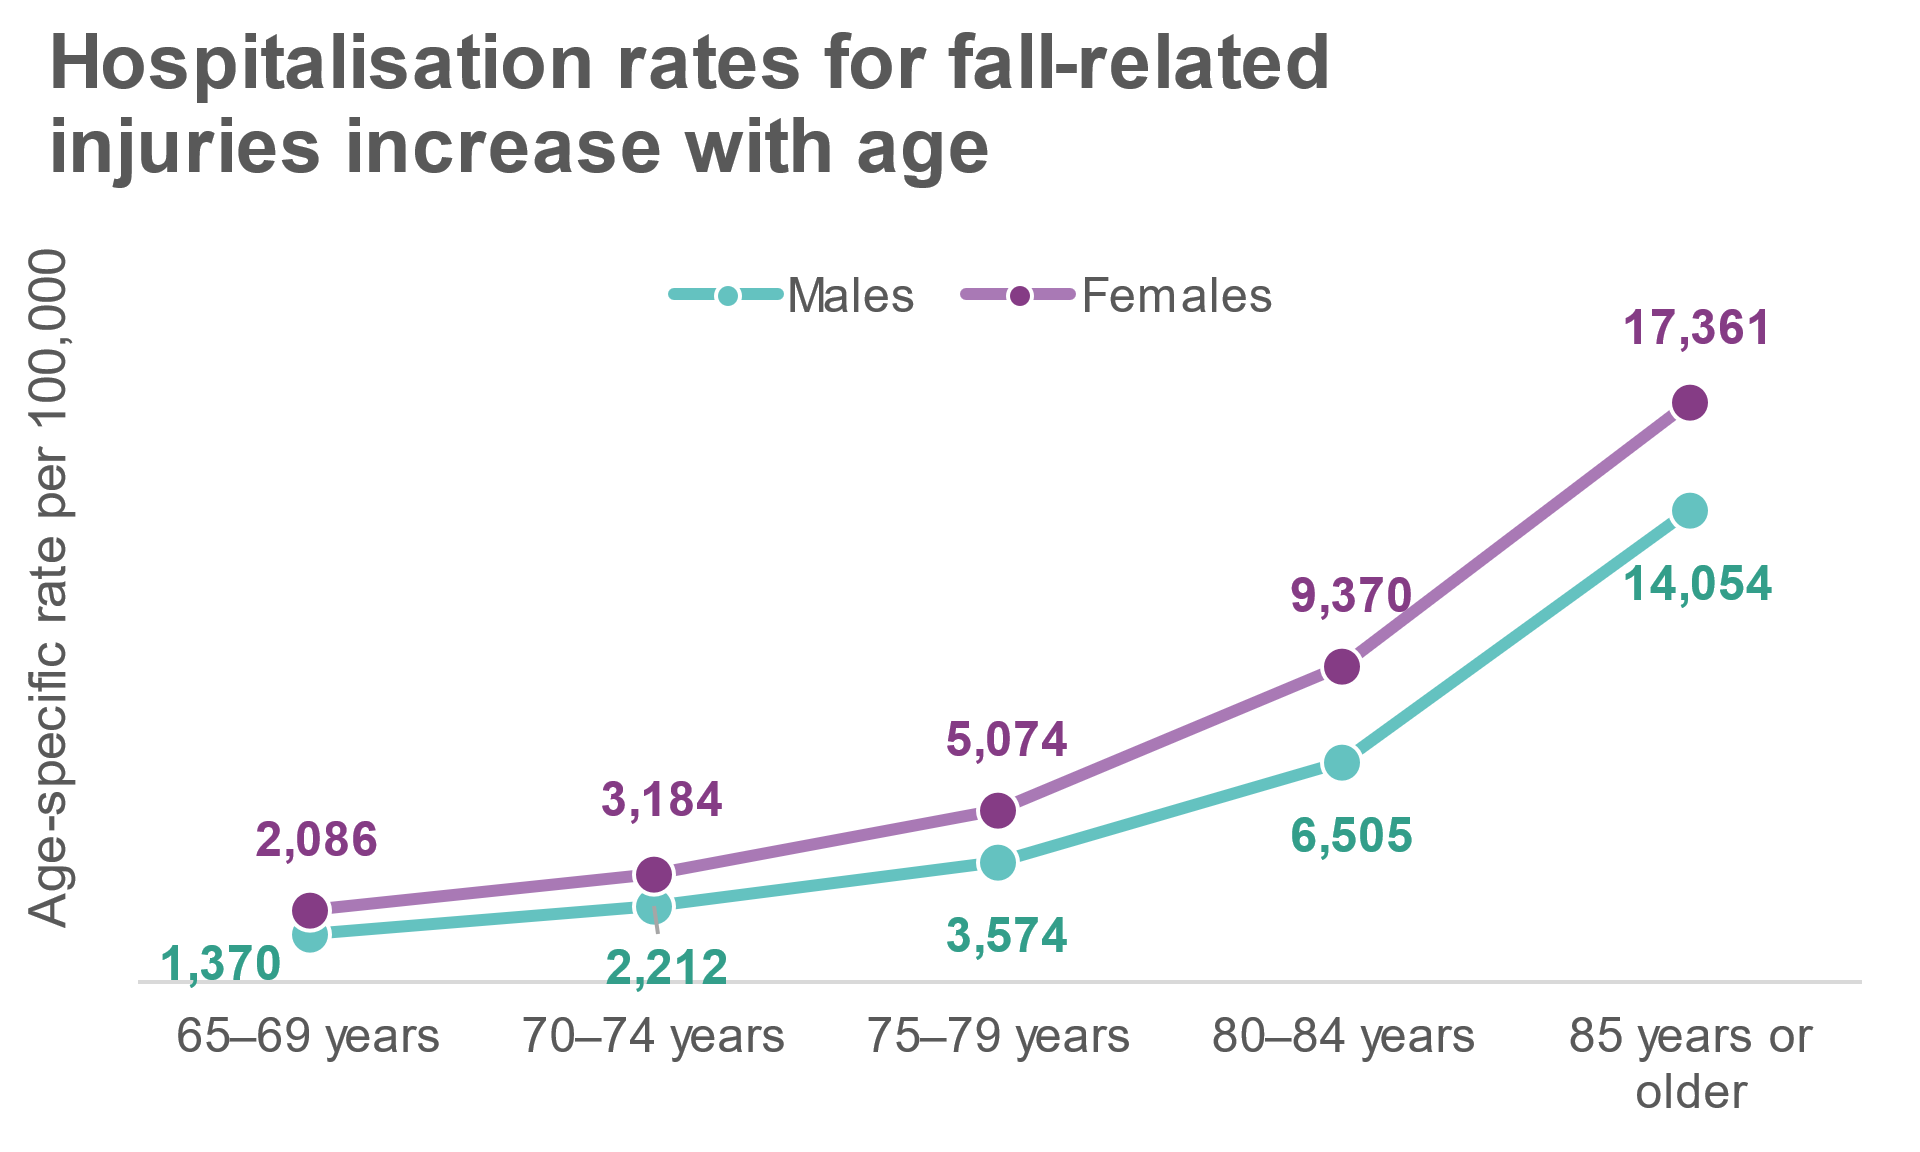 Hospitalisation rates for fall-related
injuries increase with age
Age-specific rate per 100,000
Males
Females
17,361
14,054
9,370
6,505
5,074
3,574
3,184
2,212
2,086
1,370
65–69 years
70–74 years
75–79 years
80–84 years
85 years or
older